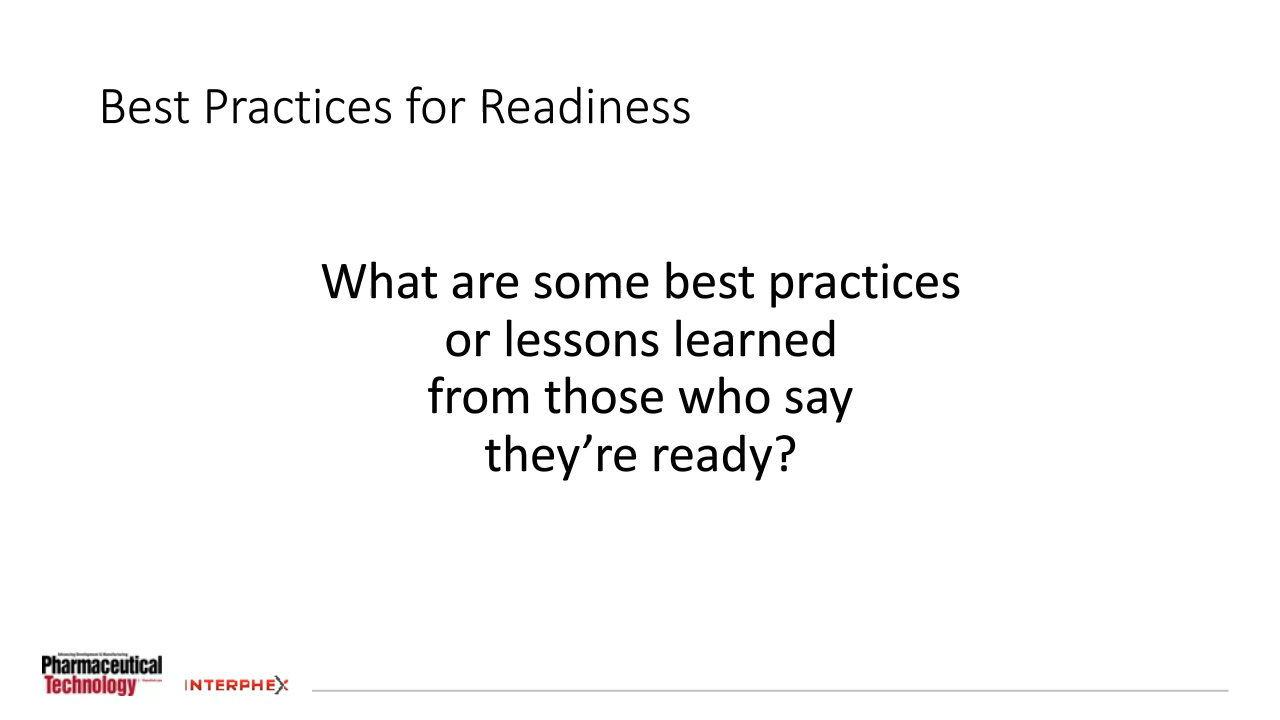 Best Practices for Readiness
What are some best practices
or lessons learned
from those who say
they’re ready?
Pharmaceutical
Technology
INTERPHEX